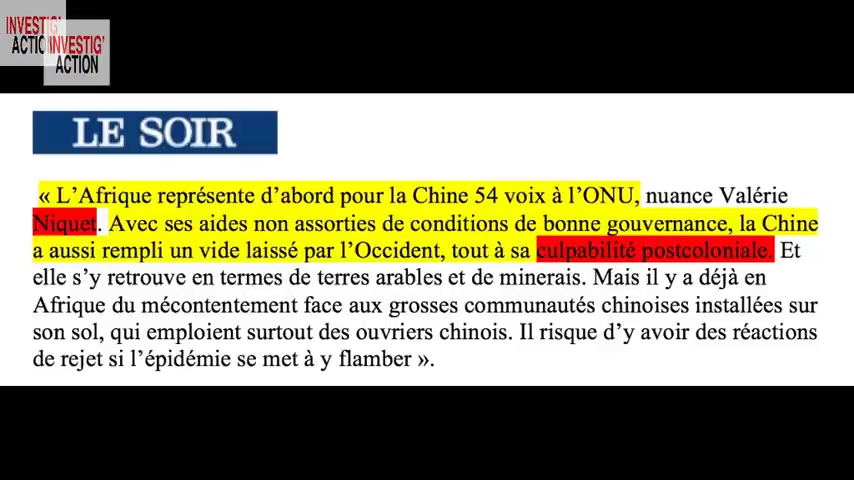 INVESTIG'
ACTION
INVESTIG'
ACTION
LE SOIR
« L’Afrique représente d’abord pour la Chine 54 voix à l’ONU, nuance Valérie
Niquet. Avec ses aides non assorties de conditions de bonne gouvernance, la Chine
a aussi rempli un vide laissé par l’Occident, tout à sa culpabilité postcoloniale. Et
elle s’y retrouve en termes de terres arables et de minerais. Mais il y a déjà en
Afrique du mécontentement face aux grosses communautés chinoises installées sur
son sol, qui emploient surtout des ouvriers chinois. Il risque d’y avoir des réactions
de rejet si l’épidémie se met à y flamber ».